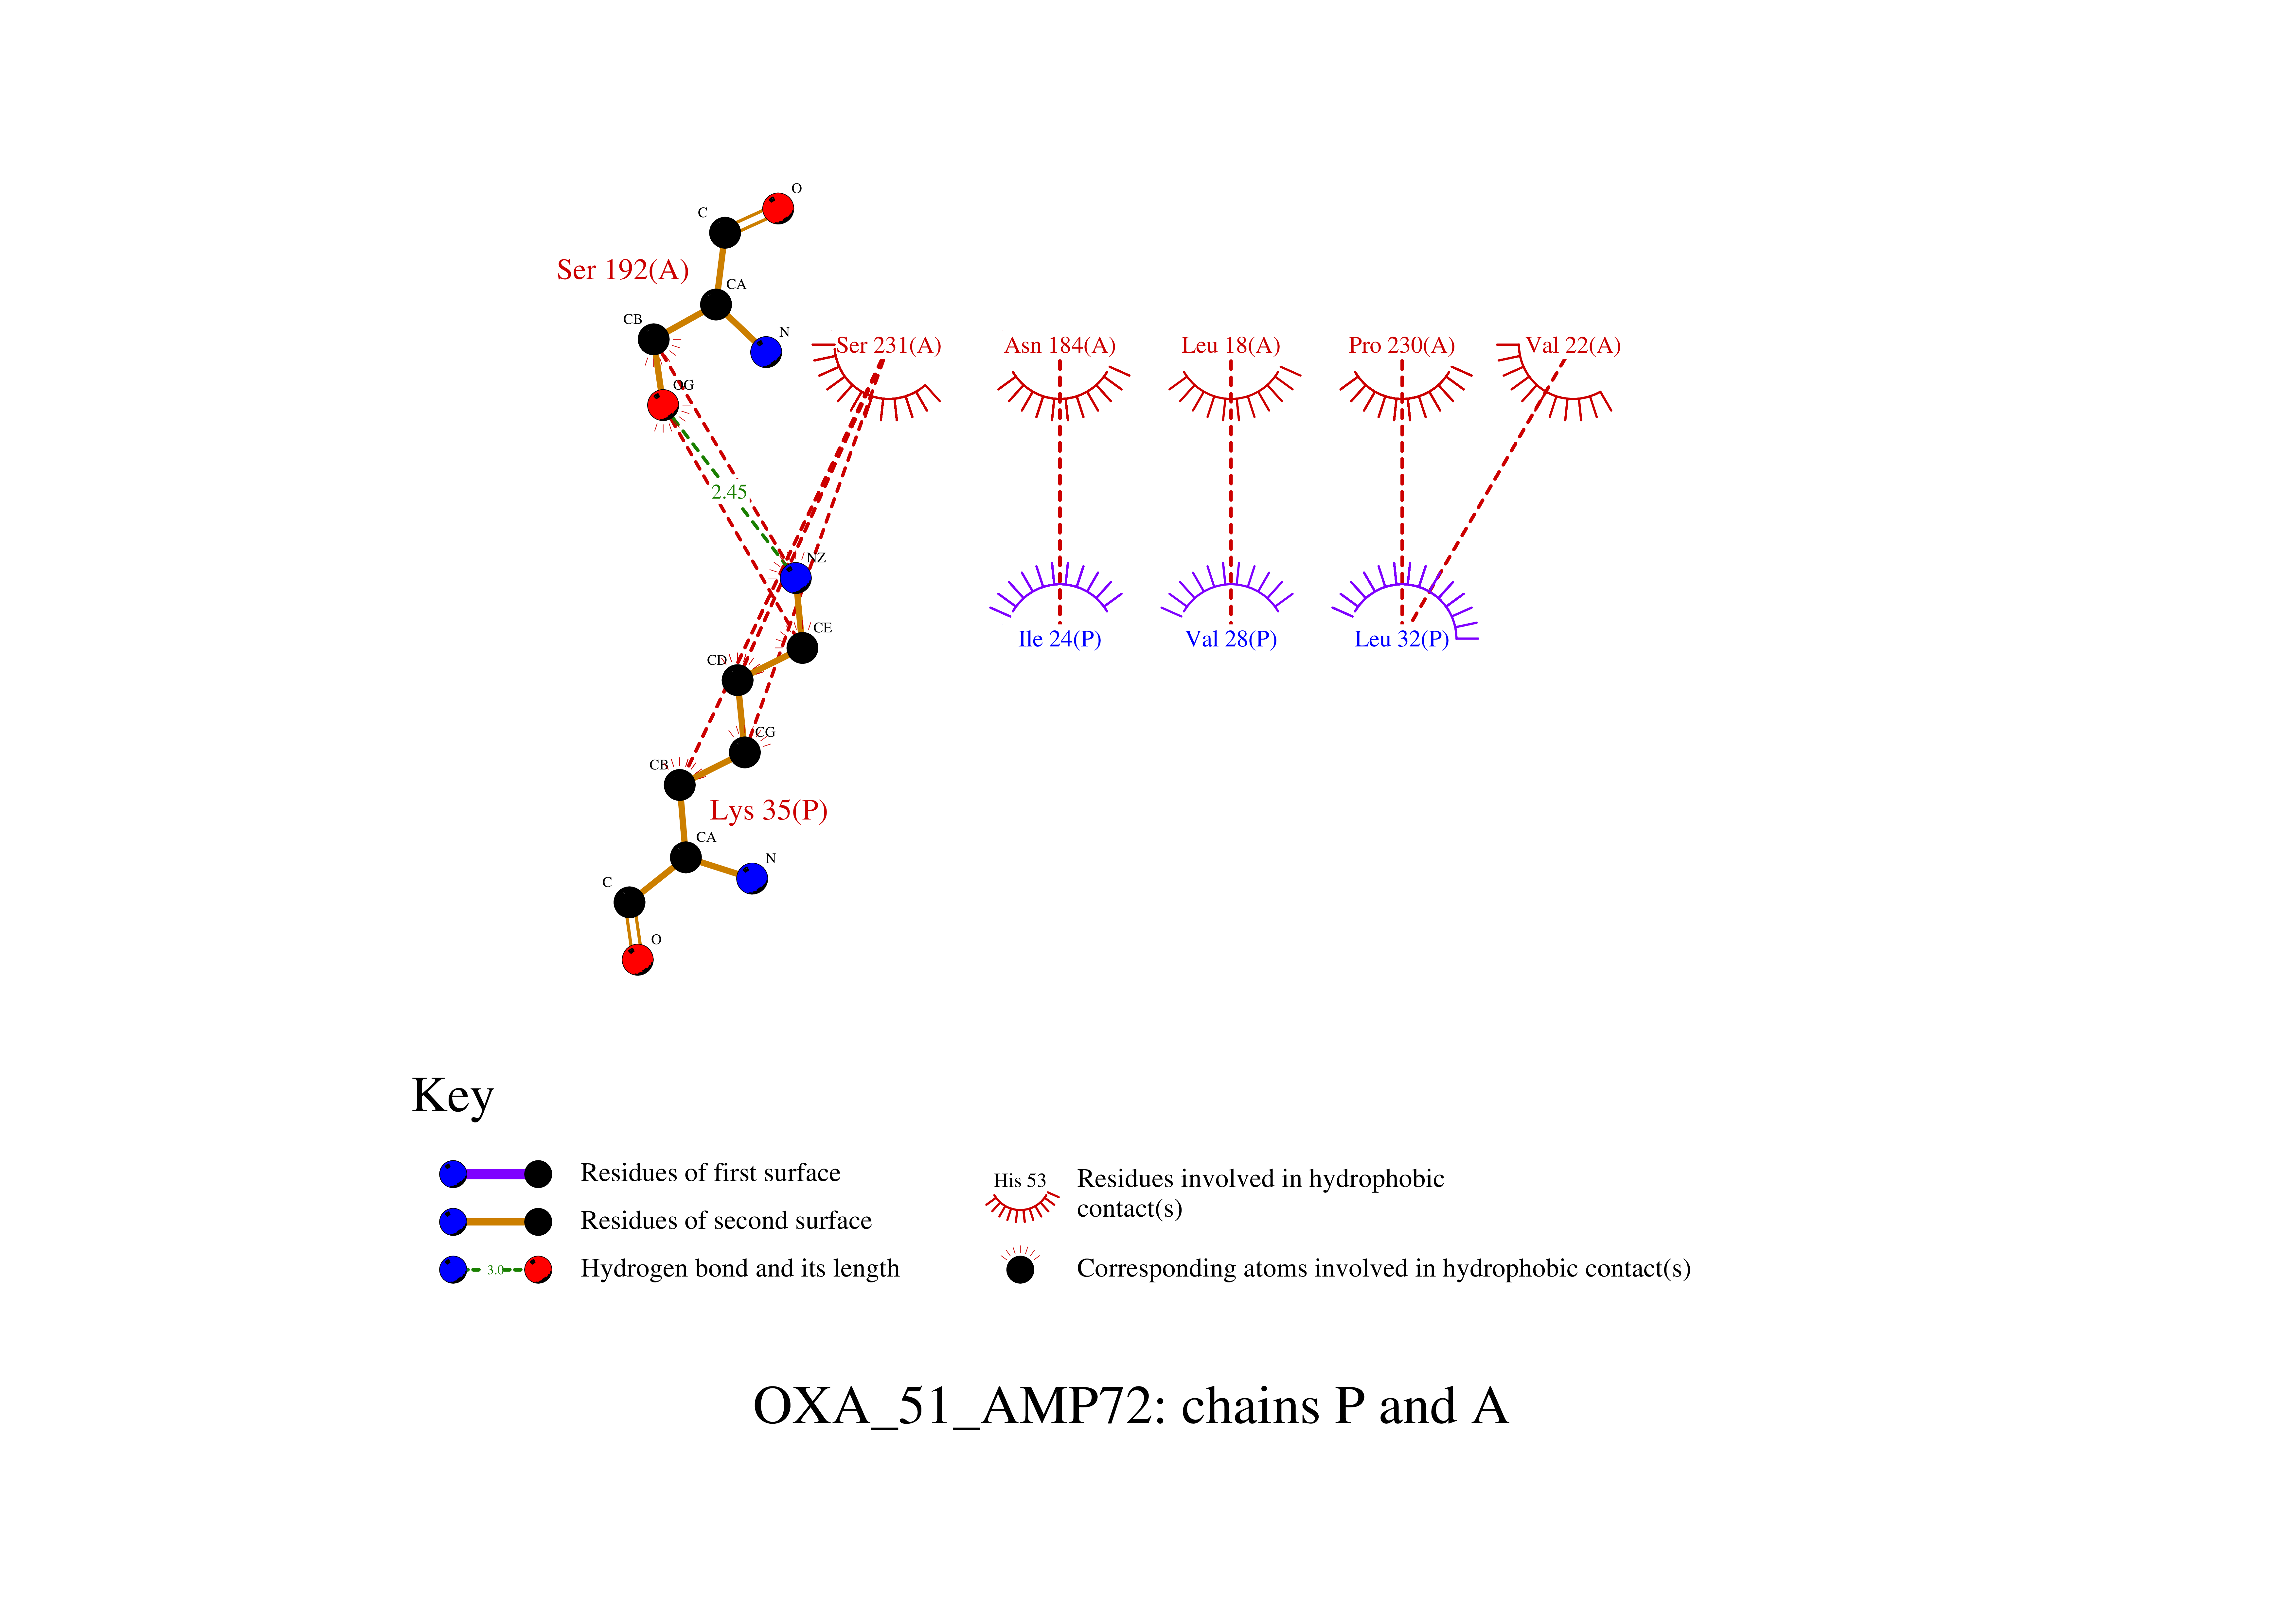 O
C
Ser 192(A)
CA
CB
N
Ser 231(A)
Asn 184(A)
Leu 18(A)
Pro 230(A)
Val 22(A)
OG
2.45
NZ
CE
Ile 24(P)
Val 28(P)
Leu 32(P)
CD
CG
CB
Lys 35(P)
CA
N
C
O
Key
Residues of first surface
Residues of second surface
3.0
Hydrogen bond and its length
His 53
Residues involved in hydrophobic
contact(s)
Corresponding atoms involved in hydrophobic contact(s)
OXA_51_AMP72: chains P and A